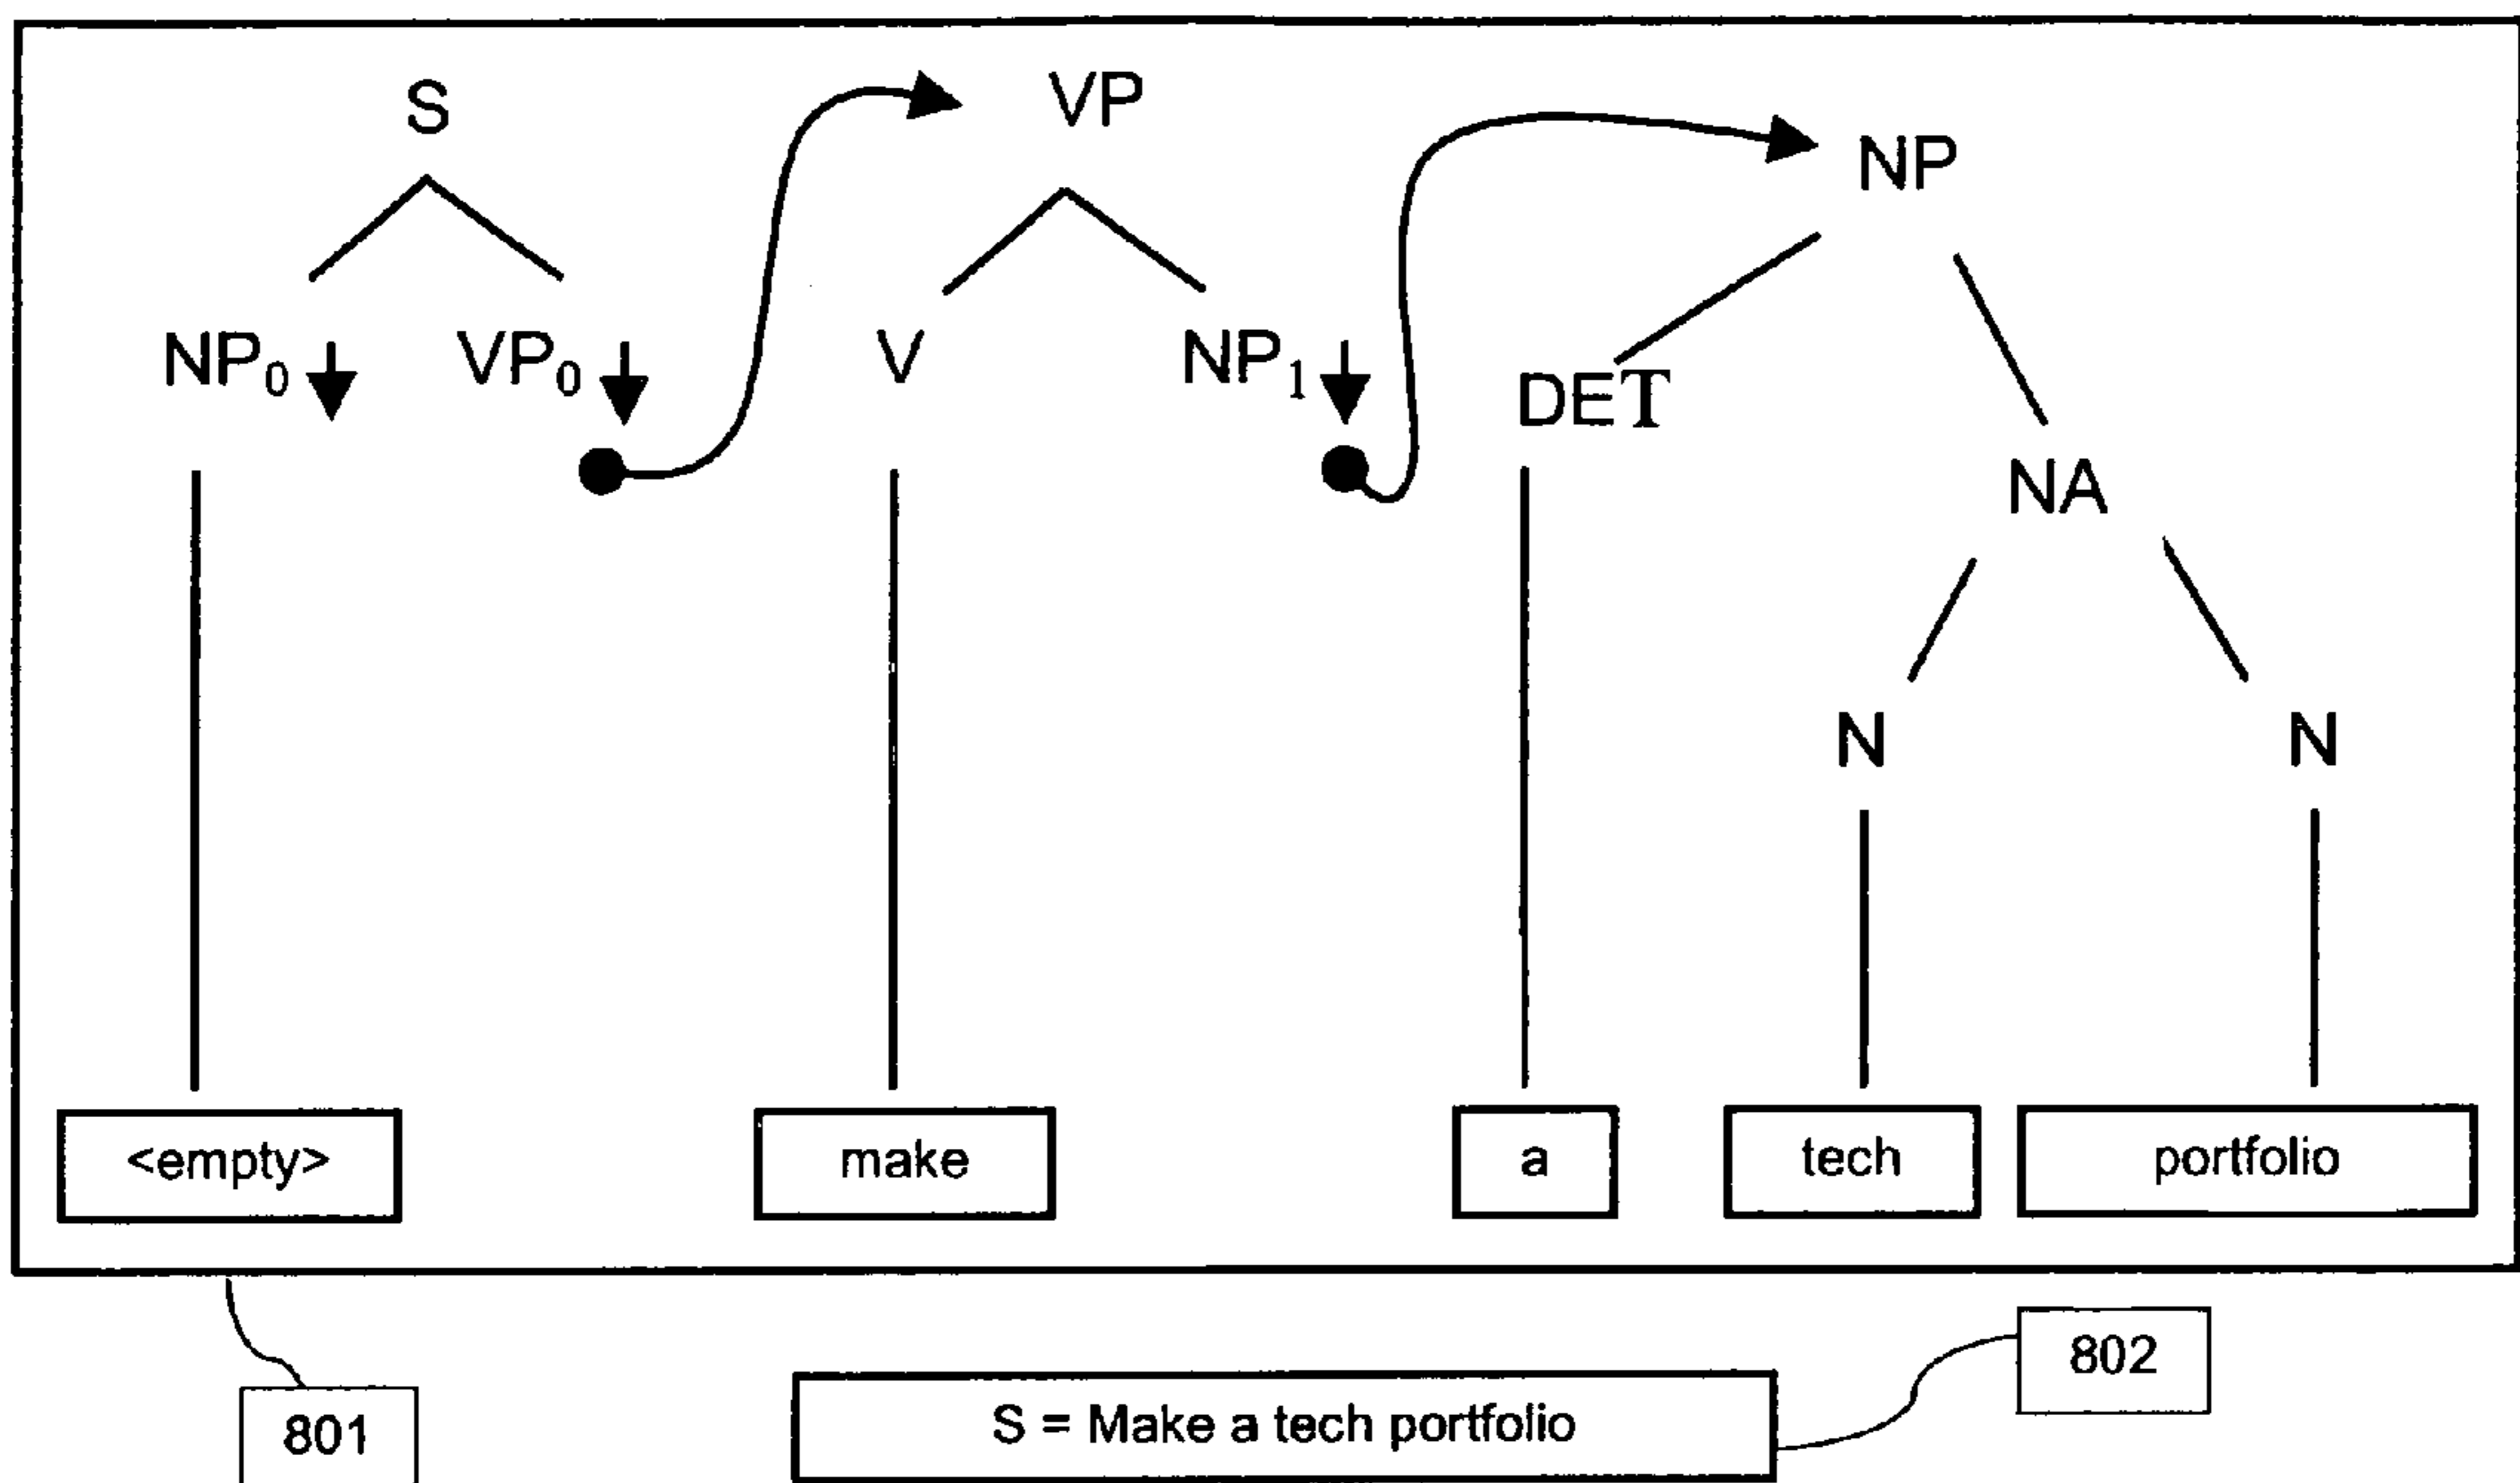 S VP NP
NP₀ VP₀ V NP₁ DET
NA
N N
<empty> make a tech portfolio
802
801 S = Make a tech portfolio